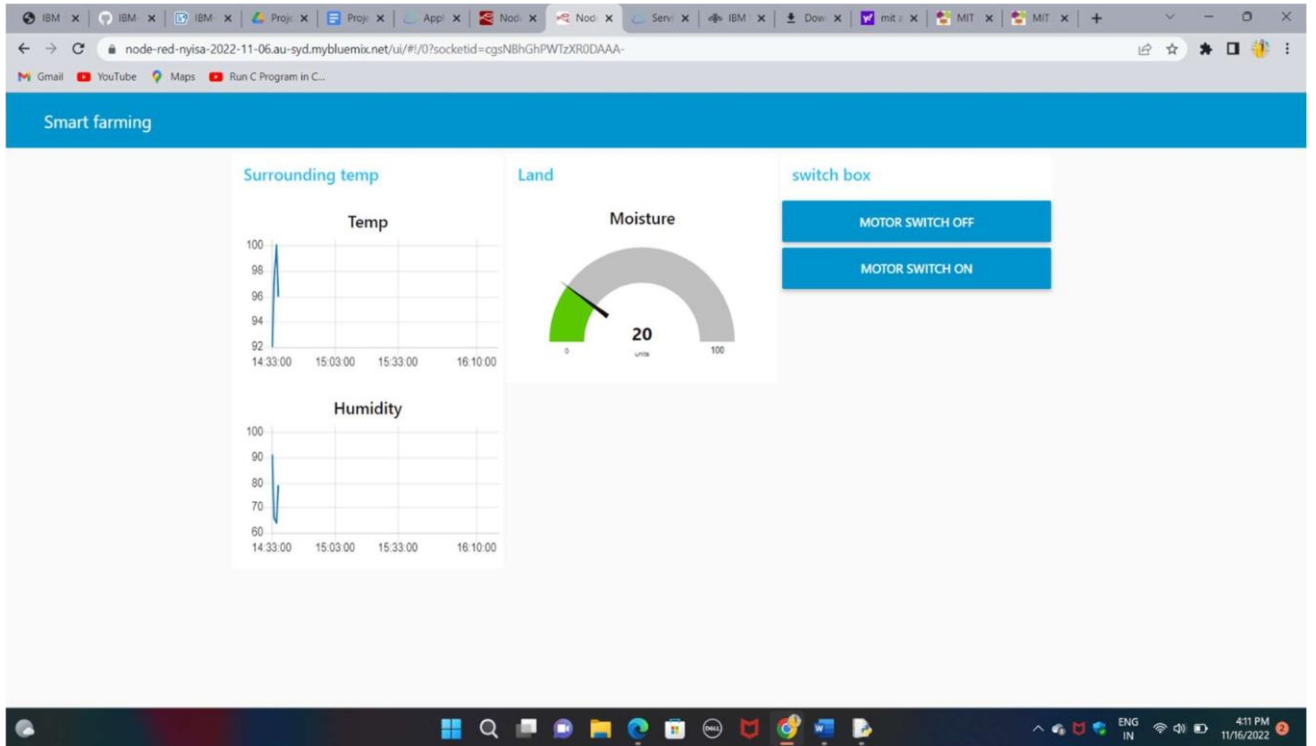 IBM
IBM
IBM
Proj
Proj
Appl
Nod
Nod
Serv
IBM
Dow
mit a
MIT
MIT
node-red-nyisa-2022-11-06.au-syd.mybluemix.net/ui/#!/0?socketid=cgsNBhGhPWTzXR0DAAA-
Gmail YouTube Maps Run C Program in C...
Smart farming
Surrounding temp
Temp
100
98
96
94
92
14:33:00 15:03:00 15:33:00 16:10:00
Humidity
100
90
80
70
60
14:33:00 15:03:00 15:33:00 16:10:00
Land
Moisture
20
units
0 100
switch box
MOTOR SWITCH OFF
MOTOR SWITCH ON
DELL
ENG
IN
4:11 PM
11/16/2022
2